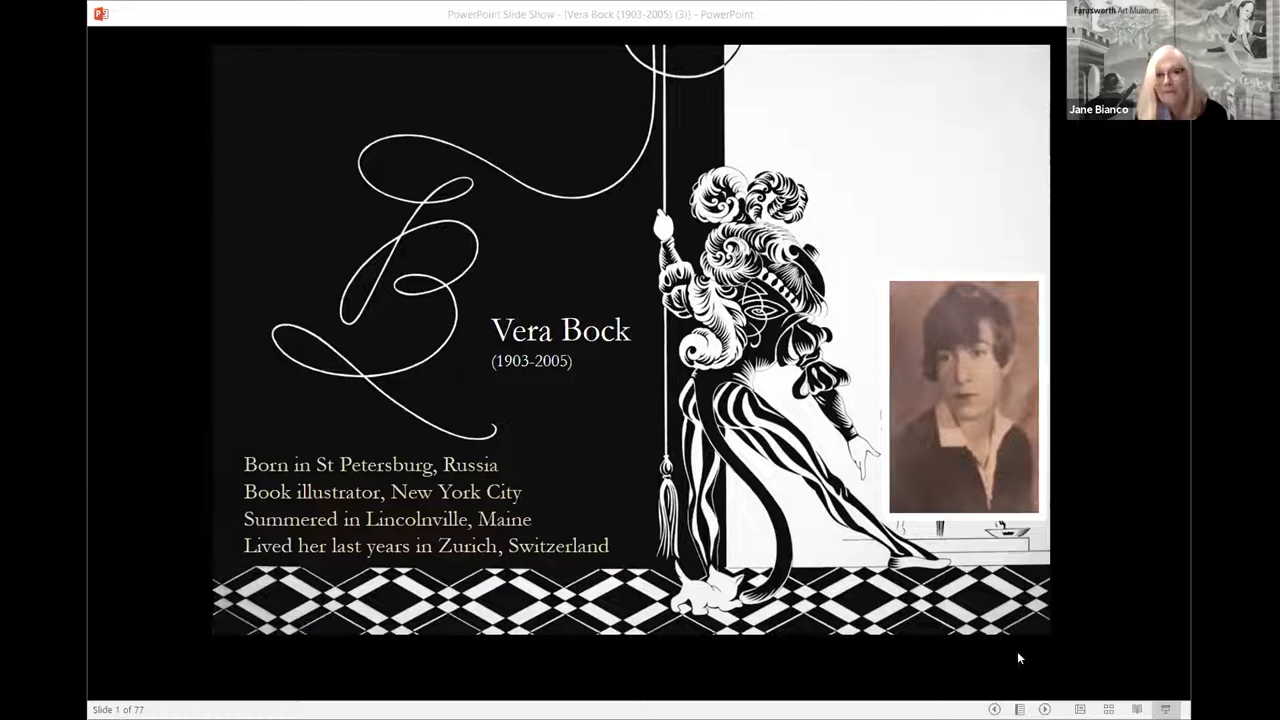 PowerPoint Slide Show - [Vera Bock (1903-2005) (3)] - PowerPoint
Farnsworth Art Museum
Jane Bianco
B
Vera Bock
(1903-2005)
Born in St Petersburg, Russia
Book illustrator, New York City
Summered in Lincolnville, Maine
Lived her last years in Zurich, Switzerland
Slide 1 of 77